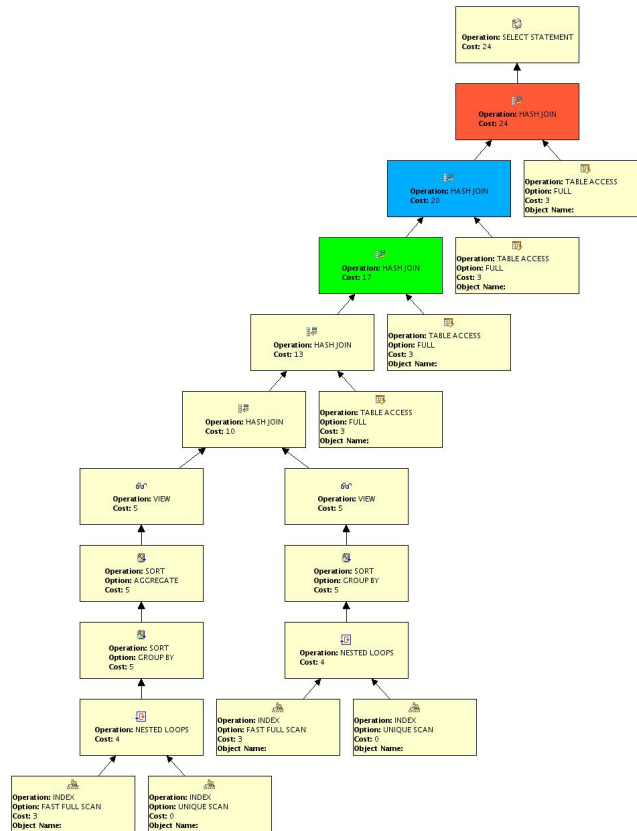 Operation: SELECT STATEMENT
Cost: 24
Operation: HASH JOIN
Cost: 24
Operation: HASH JOIN
Cost: 20
Operation: TABLE ACCESS
Option: FULL
Cost: 3
Object Name:
Operation: HASH JOIN
Cost: 17
Operation: TABLE ACCESS
Option: FULL
Cost: 3
Object Name:
Operation: HASH JOIN
Cost: 13
Operation: TABLE ACCESS
Option: FULL
Cost: 3
Object Name:
Operation: HASH JOIN
Cost: 10
Operation: TABLE ACCESS
Option: FULL
Cost: 3
Object Name:
Operation: VIEW
Cost: 5
Operation: VIEW
Cost: 5
Operation: SORT
Option: AGGREGATE
Cost: 5
Operation: SORT
Option: GROUP BY
Cost: 5
Operation: SORT
Option: GROUP BY
Cost: 5
Operation: NESTED LOOPS
Cost: 4
Operation: NESTED LOOPS
Cost: 4
Operation: INDEX
Option: FAST FULL SCAN
Cost: 3
Object Name:
Operation: INDEX
Option: UNIQUE SCAN
Cost: 0
Object Name:
Operation: INDEX
Option: FAST FULL SCAN
Cost: 3
Object Name:
Operation: INDEX
Option: UNIQUE SCAN
Cost: 0
Object Name: